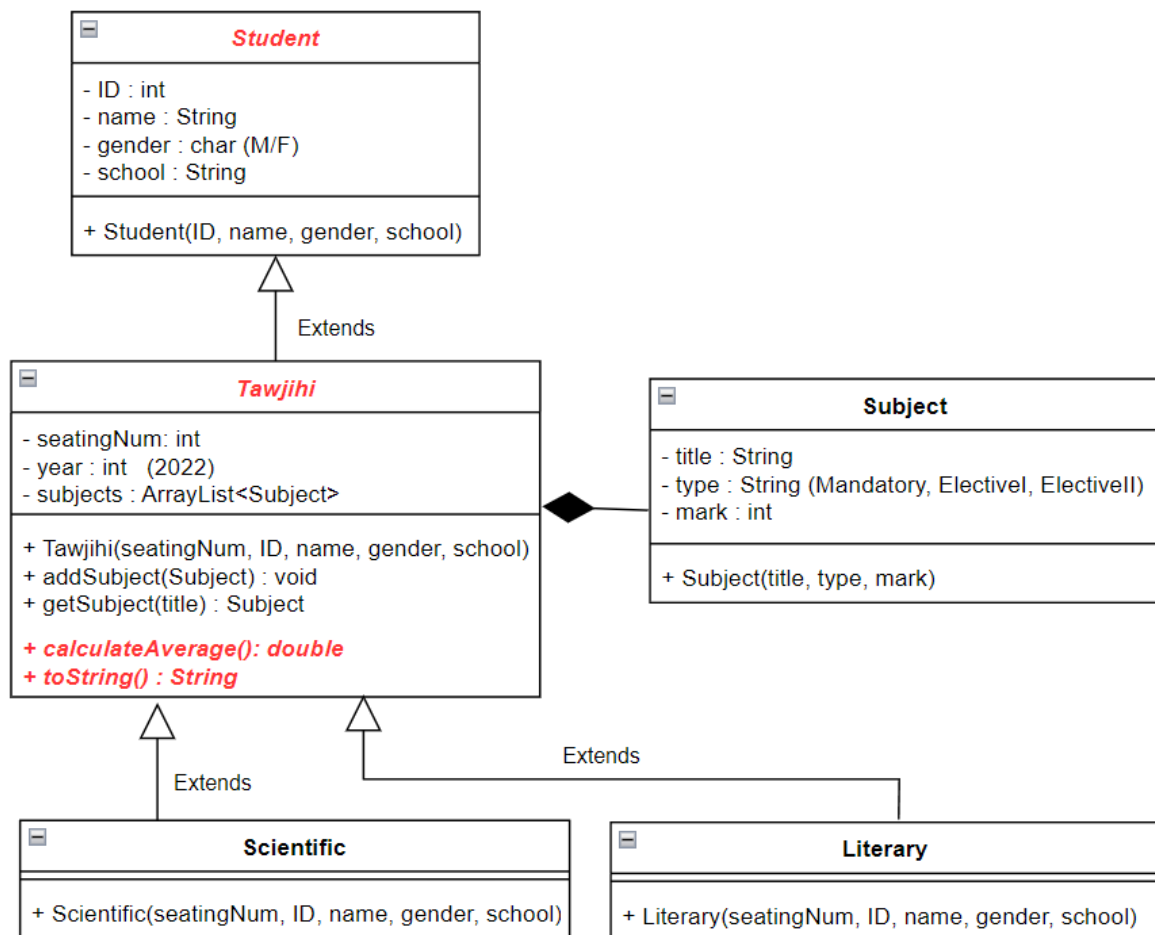 Student
- ID : int
- name : String
- gender : char (M/F)
- school : String
+ Student(ID, name, gender, school)
Extends
Tawjihi
- seatingNum: int
- year : int (2022)
- subjects : ArrayList<Subject>
+ Tawjihi(seatingNum, ID, name, gender, school)
+ addSubject(Subject) : void
+ getSubject(title) : Subject
+ calculateAverage(): double
+ toString() : String
Subject
- title : String
- type : String (Mandatory, ElectiveI, ElectiveII)
- mark : int
+ Subject(title, type, mark)
Extends
Extends
Scientific
+ Scientific(seatingNum, ID, name, gender, school)
Literary
+ Literary(seatingNum, ID, name, gender, school)